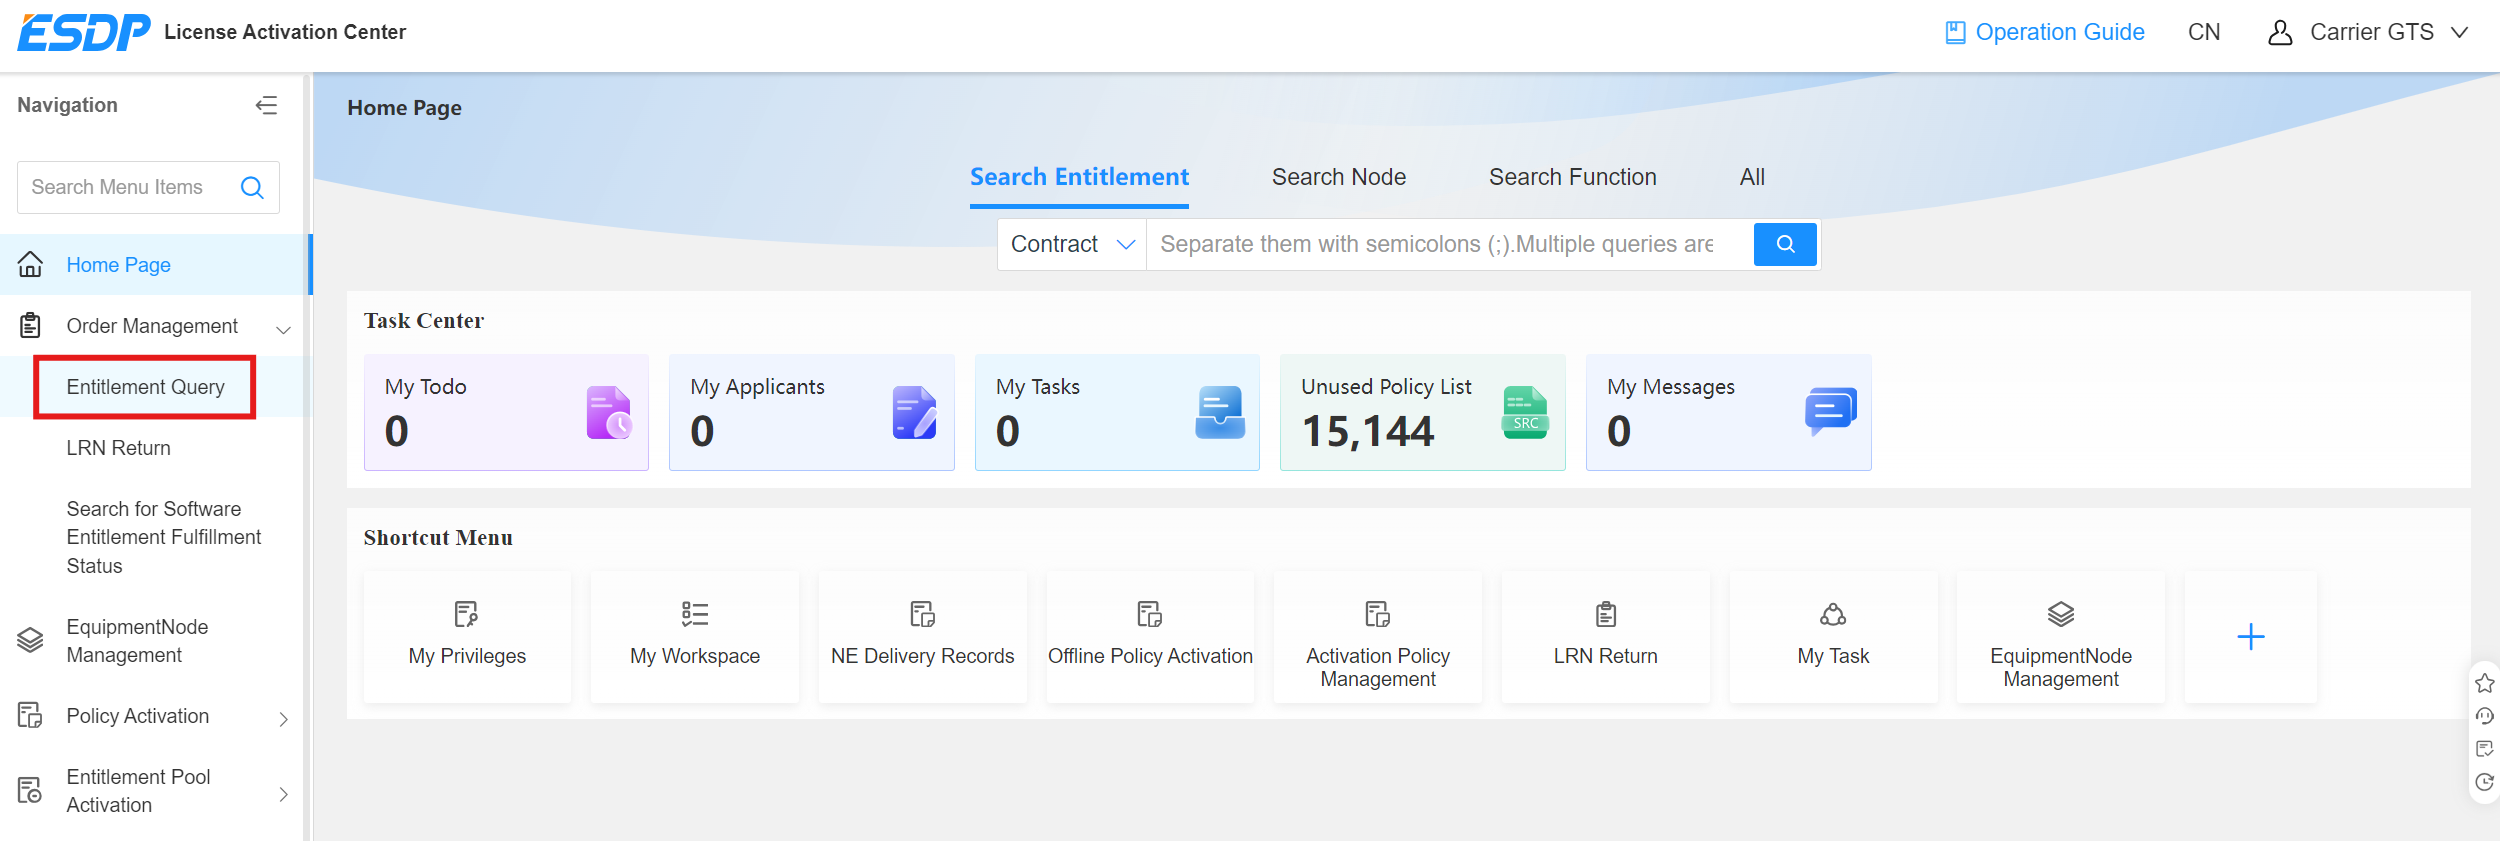 ESDP License Activation Center
Operation Guide
CN
Carrier GTS
Navigation
Search Menu Items
Home Page
Order Management
Entitlement Query
LRN Return
Search for Software
Entitlement Fulfillment
Status
EquipmentNode
Management
Policy Activation
Entitlement Pool
Activation
Home Page
Search Entitlement
Search Node
Search Function
All
Contract
Separate them with semicolons (;).Multiple queries are
Task Center
My Todo
0
My Applicants
0
My Tasks
0
Unused Policy List
15,144
SRC
My Messages
0
Shortcut Menu
My Privileges
My Workspace
NE Delivery Records
Offline Policy Activation
Activation Policy
Management
LRN Return
My Task
EquipmentNode
Management